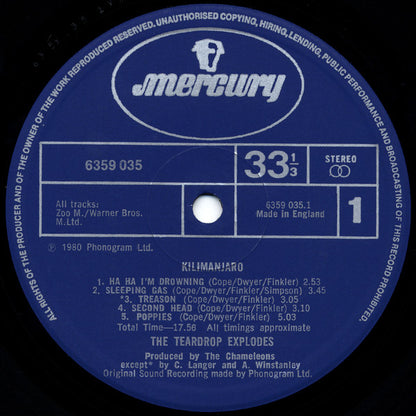 ALL RIGHTS OF THE PRODUCER AND OF THE OWNER OF THE WORK REPRODUCED RESERVED. UNAUTHORISED COPYING, HIRING, LENDING, PUBLIC PERFORMANCE AND BROADCASTING OF THIS RECORD PROHIBITED.
mercury
6359 035
33 1/3
STEREO
All tracks:
Zoo M./Warner Bros.
M.Ltd.
6359 035.1
Made in England
1
℗ 1980 Phonogram Ltd.
KILIMANJARO
1. HA HA I'M DROWNING (Cope/Dwyer/Finkler) 2.53
2. SLEEPING GAS (Cope/Dwyer/Finkler/Simpson) 3.45
*3. TREASON (Cope/Dwyer/Finkler) 3.05
4. SECOND HEAD (Cope/Dwyer/Finkler) 3.10
5. POPPIES (Cope/Dwyer/Finkler) 5.03
Total Time—17.56 All timings approximate
THE TEARDROP EXPLODES
Produced by The Chameleons
except* by C. Langer and A. Winstanley
Original Sound Recording made by Phonogram Ltd.